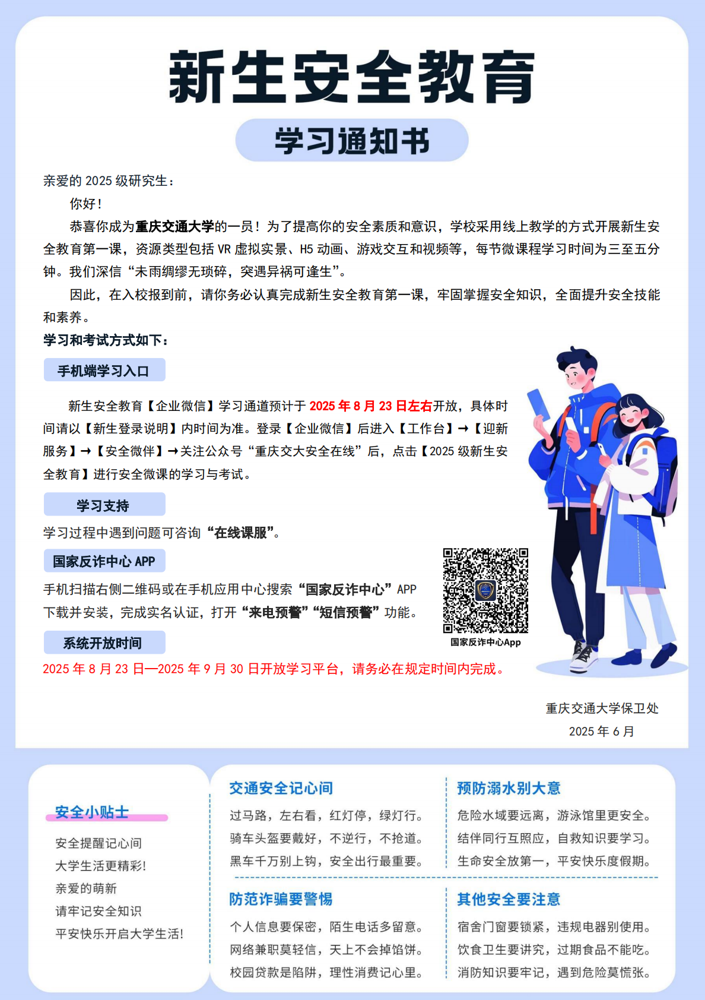 新生安全教育
学习通知书
亲爱的 2025 级研究生：
你好！
恭喜你成为重庆交通大学的一员！为了提高你的安全素质和意识，学校采用线上教学的方式开展新生安
全教育第一课，资源类型包括 VR 虚拟实景、H5 动画、游戏交互和视频等，每节微课程学习时间为三至五分
钟。我们深信“未雨绸缪无琐碎，突遇异祸可逢生”。
因此，在入校报到前，请你务必认真完成新生安全教育第一课，牢固掌握安全知识，全面提升安全技能
和素养。
学习和考试方式如下：
手机端学习入口
新生安全教育【企业微信】学习通道预计于 2025 年 8 月 23 日左右开放，具体时
间请以【新生登录说明】内时间为准。登录【企业微信】后进入【工作台】→【迎新
服务】→【安全微伴】→关注公众号“重庆交大安全在线”后，点击【2025 级新生安
全教育】进行安全微课的学习与考试。
学习支持
学习过程中遇到问题可咨询“在线课服”。
国家反诈中心 APP
手机扫描右侧二维码或在手机应用中心搜索“国家反诈中心”APP
下载并安装，完成实名认证，打开“来电预警”“短信预警”功能。
国家反诈中心App
系统开放时间
2025 年 8 月 23 日—2025 年 9 月 30 日开放学习平台，请务必在规定时间内完成。
重庆交通大学保卫处
2025 年 6 月
安全小贴士
安全提醒记心间
大学生活更精彩!
亲爱的萌新
请牢记安全知识
平安快乐开启大学生活!
交通安全记心间
过马路，左右看，红灯停，绿灯行。
骑车头盔要戴好，不逆行，不抢道。
黑车千万别上钩，安全出行最重要。
预防溺水别大意
危险水域要远离，游泳馆里更安全。
结伴同行互照应，自救知识要学习。
生命安全放第一，平安快乐度假期。
防范诈骗要警惕
个人信息要保密，陌生电话多留意。
网络兼职莫轻信，天上不会掉馅饼。
校园贷款是陷阱，理性消费记心里。
其他安全要注意
宿舍门窗要锁紧，违规电器别使用。
饮食卫生要讲究，过期食品不能吃。
消防知识要牢记，遇到危险莫慌张。